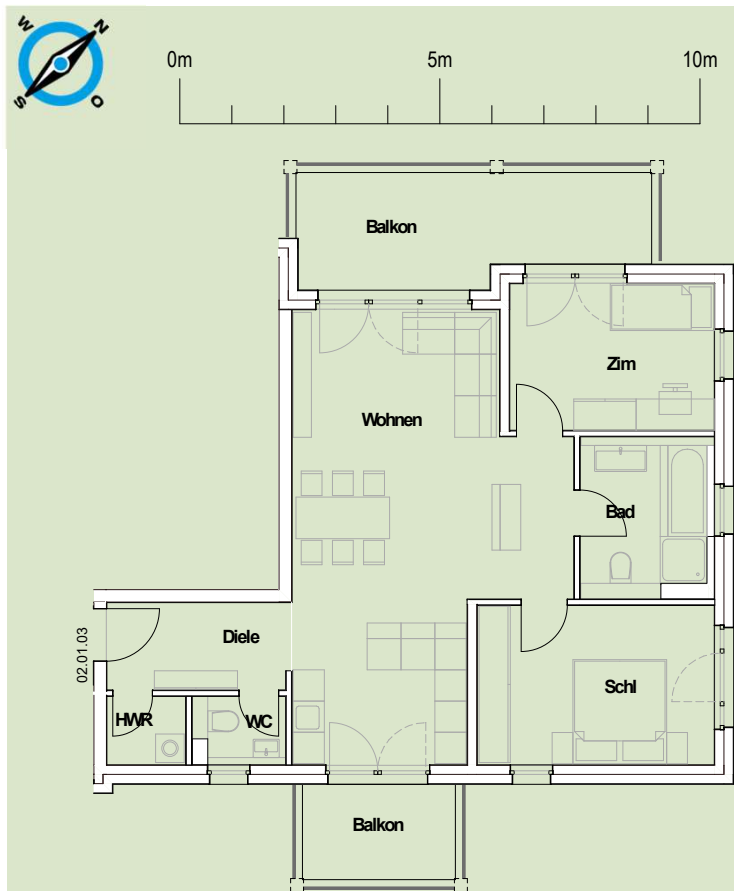 W N
S O
0m 5m 10m
Balkon
Zim
Wohnen
Bad
02.01.03
Diele
Schl
HWR WC
Balkon